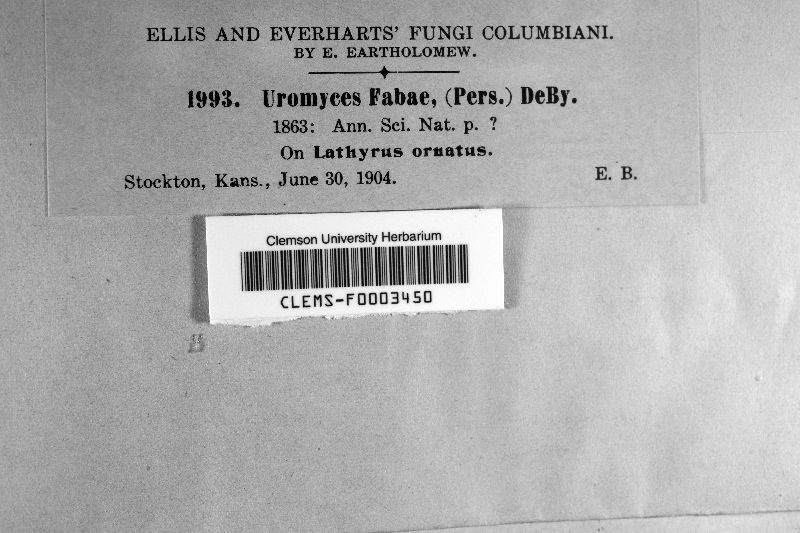 ELLIS AND EVERHARTS' FUNGI COLUMBIANI.
BY E. EARTHOLOMEW.
1993. Uromyces Fabae, (Pers.) DeBy.
1863: Ann. Sci. Nat. p. ?
On Lathyrus ornatus.
Stockton, Kans., June 30, 1904. E. B.
Clemson University Herbarium
CLEMS-F0003450